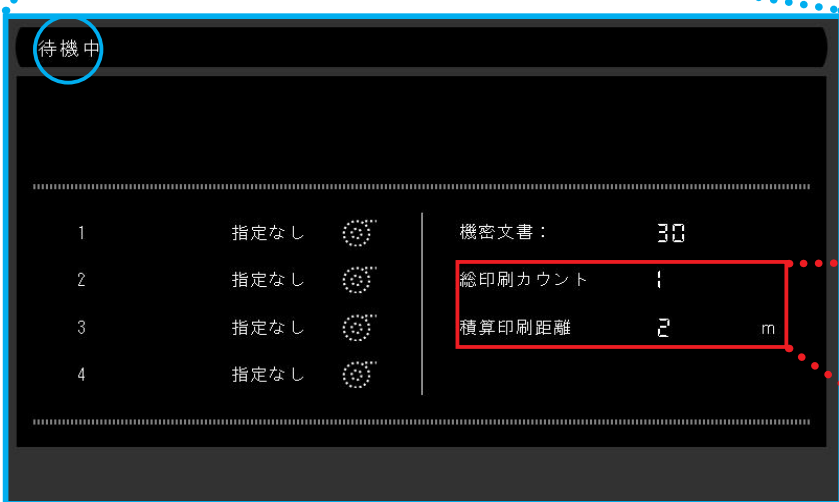 待機中
1 指定なし
2 指定なし
3 指定なし
4 指定なし
機密文書： 30
総印刷カウント 1
積算印刷距離 2 m